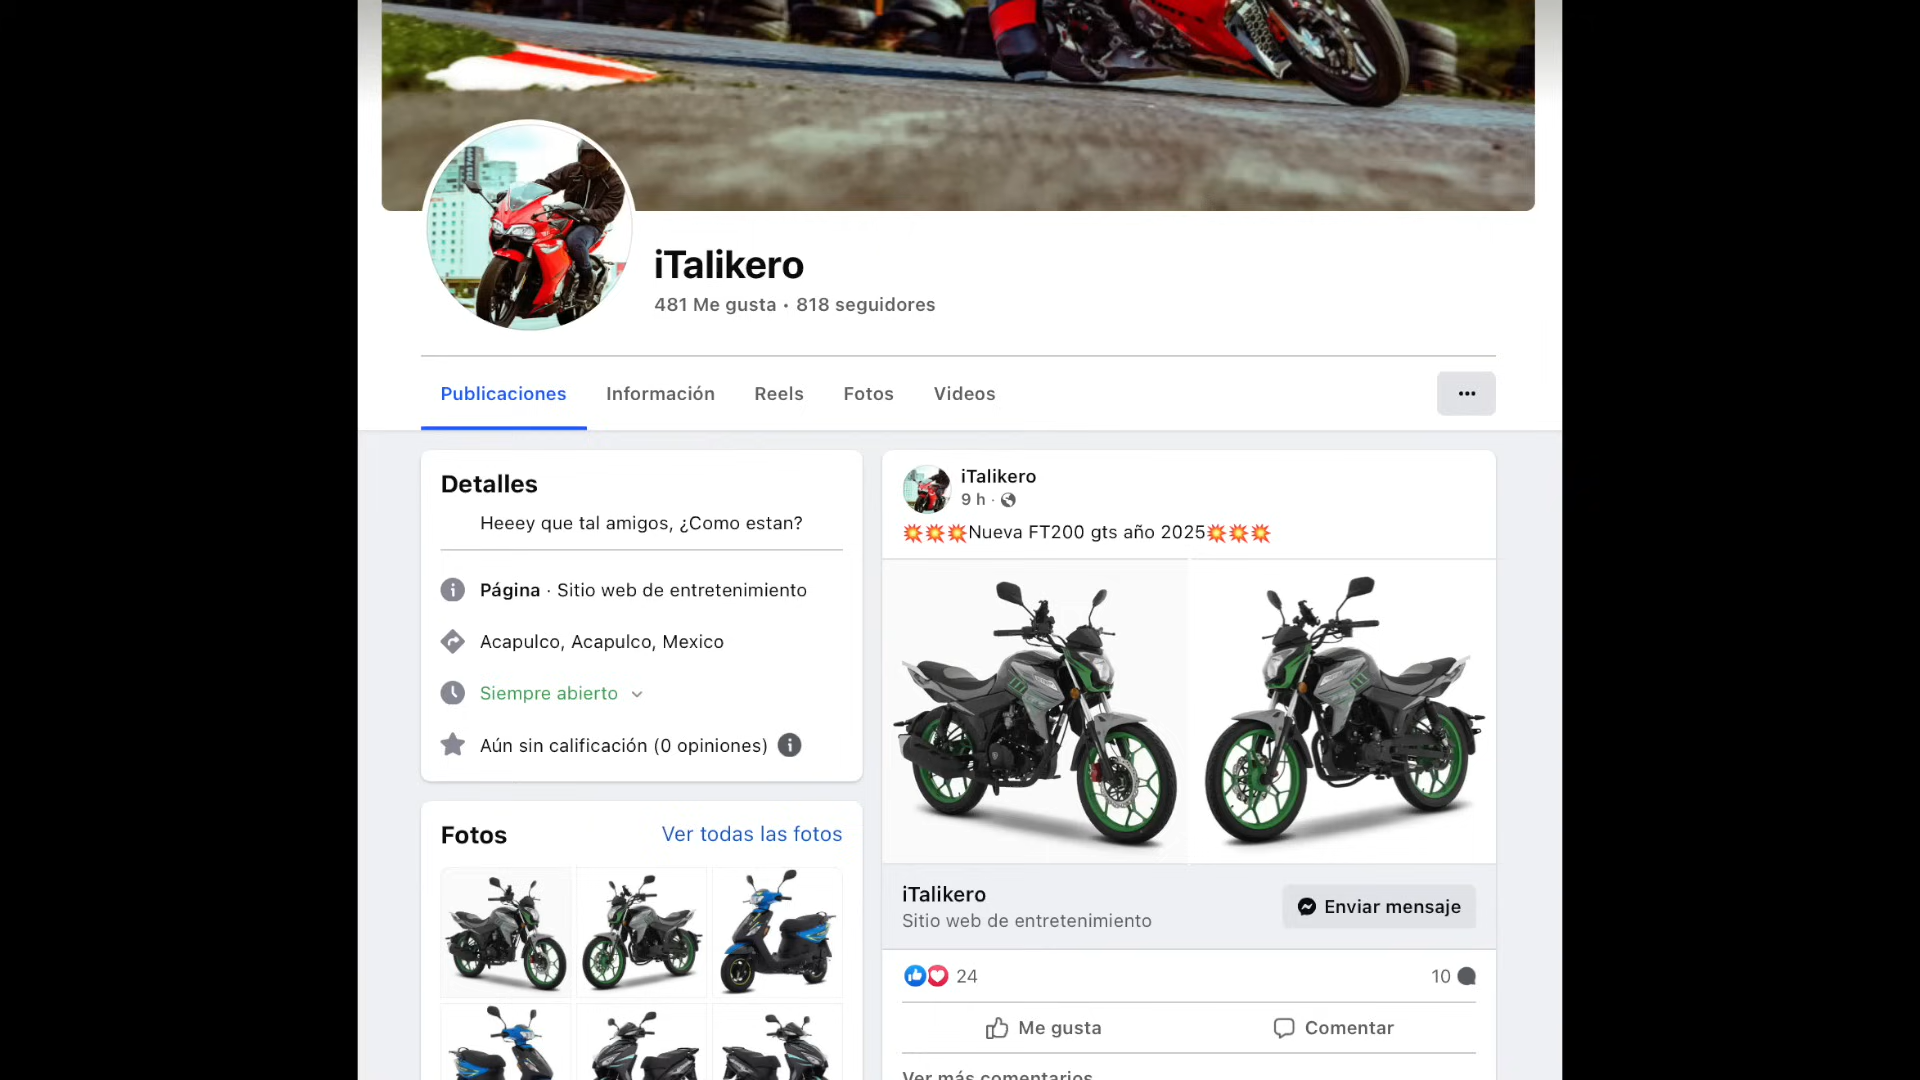 iTalikero
481 Me gusta • 818 seguidores
Publicaciones
Información
Reels
Fotos
Videos
Detalles
Heeey que tal amigos, ¿Como estan?
Página · Sitio web de entretenimiento
Acapulco, Acapulco, Mexico
Siempre abierto
Aún sin calificación (0 opiniones)
Fotos
Ver todas las fotos
iTalikero
9 h ·
💥💥💥Nueva FT200 gts año 2025💥💥💥
iTalikero
Sitio web de entretenimiento
Enviar mensaje
24
10
Me gusta
Comentar
Ver más comentarios